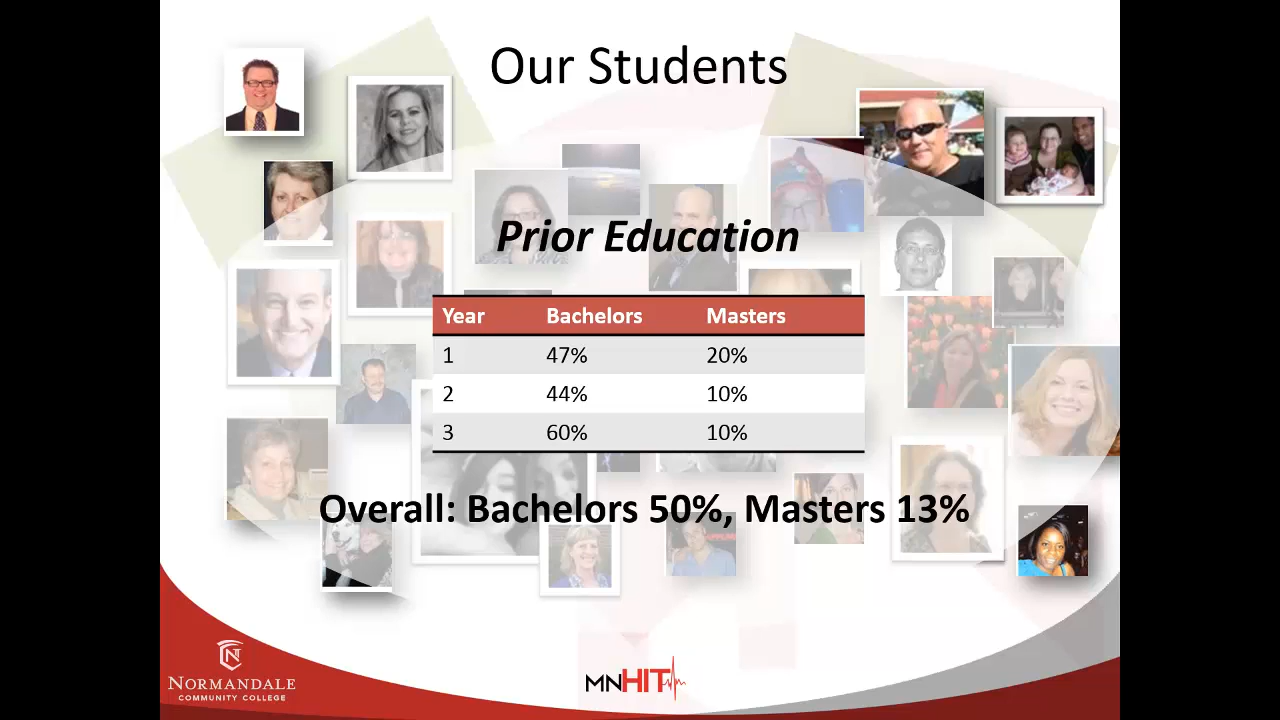 Our Students
Prior Education
Year Bachelors Masters
1 47% 20%
2 44% 10%
3 60% 10%
Overall: Bachelors 50%, Masters 13%
NORMANDALE
COMMUNITY COLLEGE
MNHIT